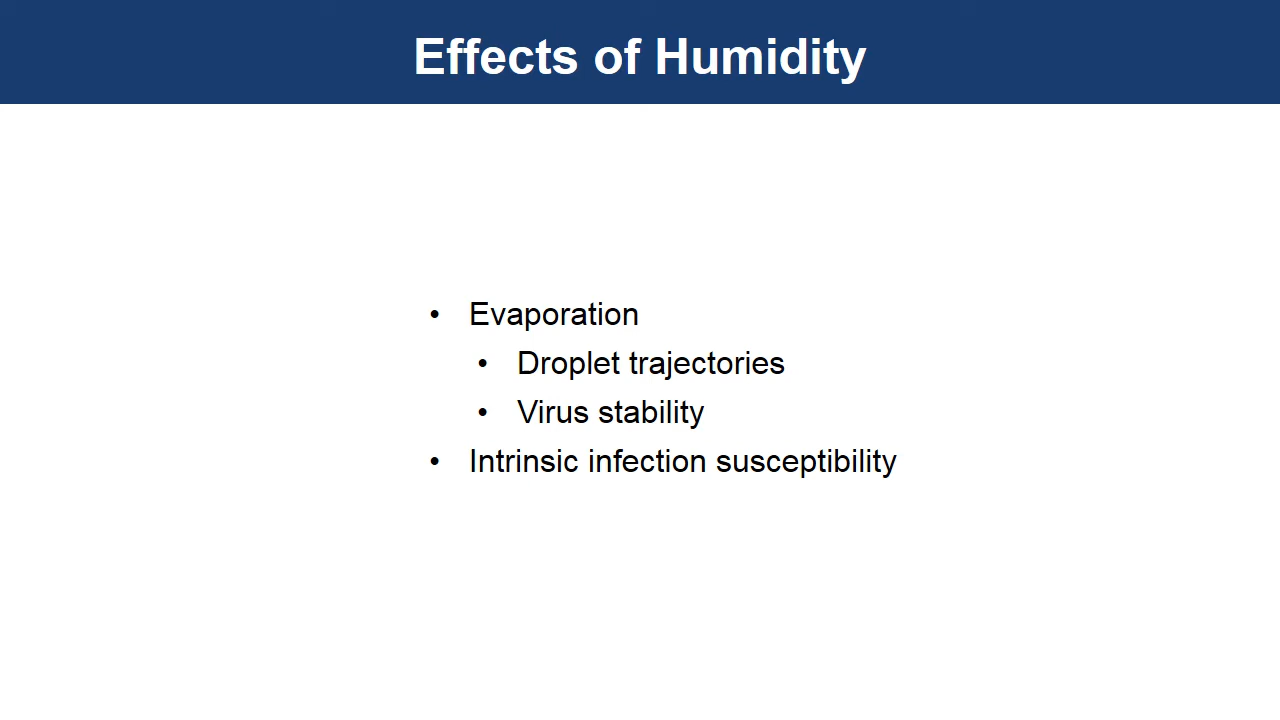 Effects of Humidity
• Evaporation
• Droplet trajectories
• Virus stability
• Intrinsic infection susceptibility